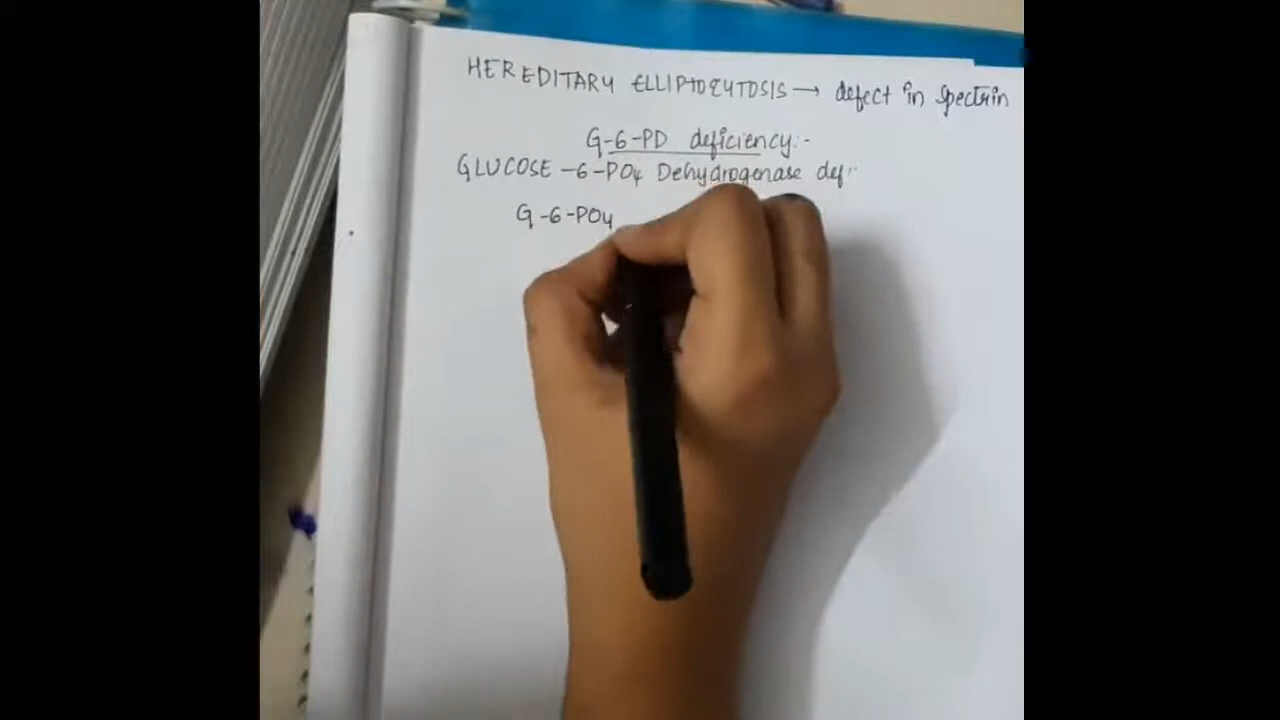 HEREDITARY ELLIPTOCYTOSIS → defect in Spectrin
G-6-PD deficiency:-
GLUCOSE -6-PO4 Dehydrogenase def:
G-6-PO4